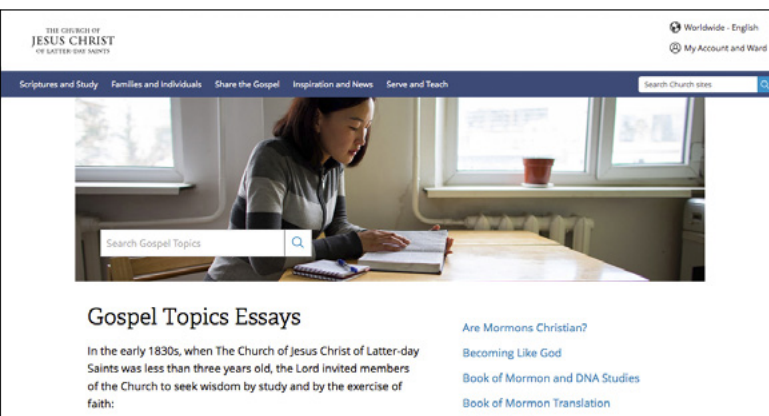 THE CHURCH OF
JESUS CHRIST
OF LATTER-DAY SAINTS
Worldwide - English
My Account and Ward
Scriptures and Study Families and Individuals Share the Gospel Inspiration and News Serve and Teach
Search Church sites
Search Gospel Topics
Gospel Topics Essays
In the early 1830s, when The Church of Jesus Christ of Latter-day
Saints was less than three years old, the Lord invited members
of the Church to seek wisdom by study and by the exercise of
faith:
Are Mormons Christian?
Becoming Like God
Book of Mormon and DNA Studies
Book of Mormon Translation